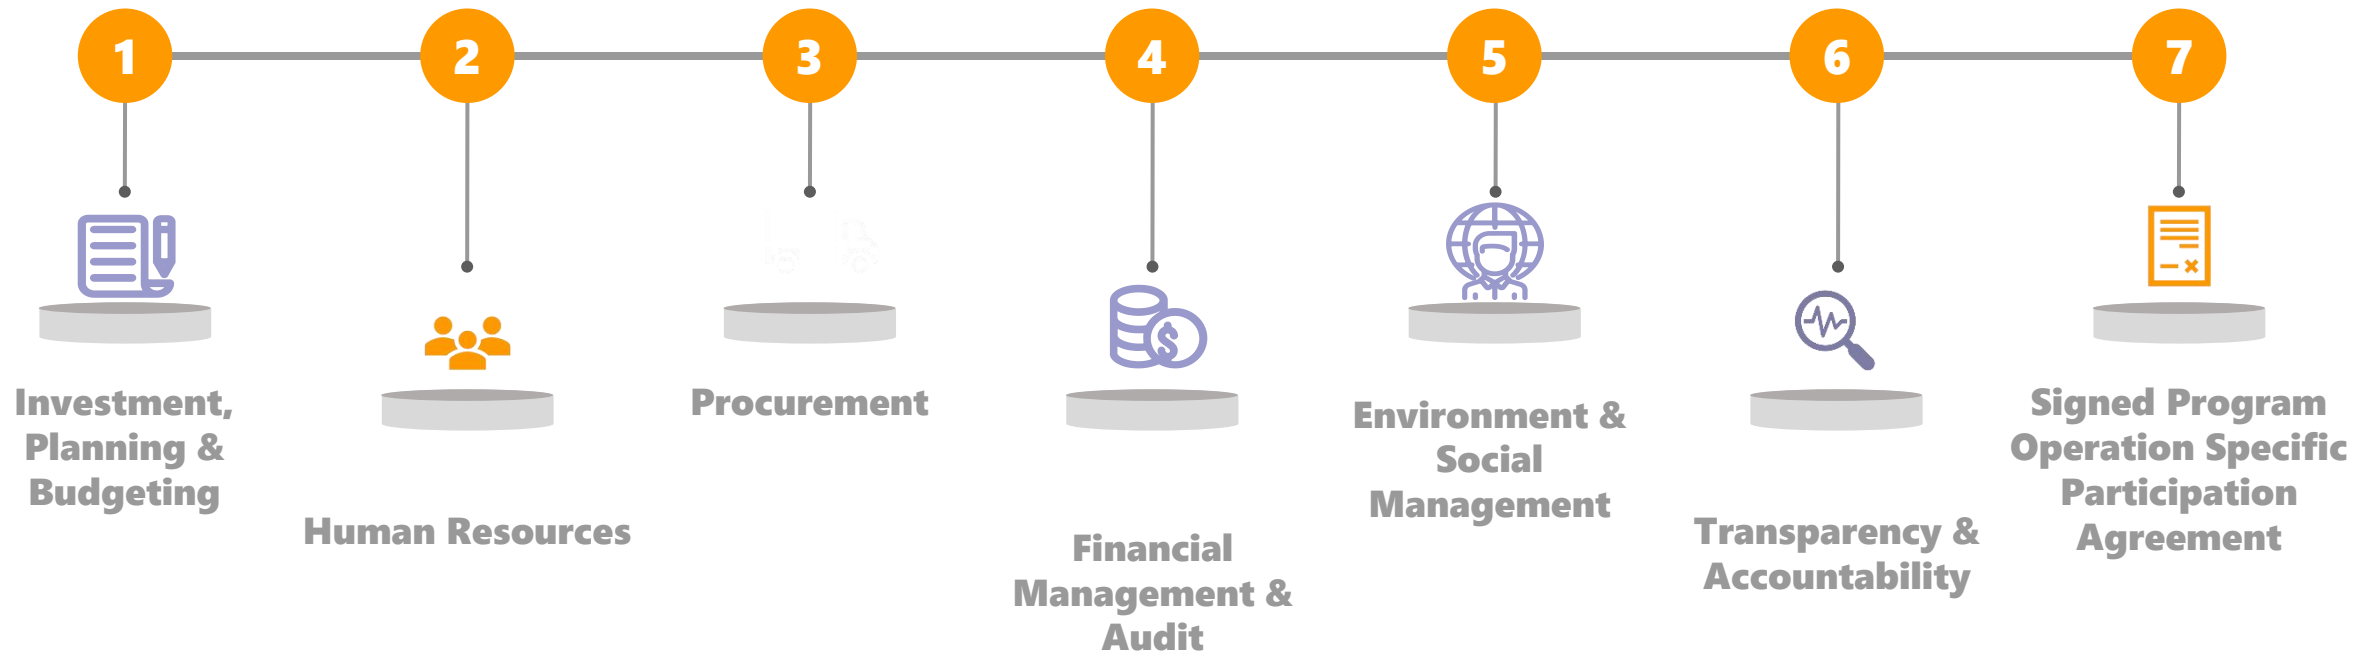 1
2
3
4
5
6
7
Investment,
Planning &
Budgeting
Human Resources
Procurement
Financial
Management &
Audit
Environment &
Social
Management
Transparency &
Accountability
Signed Program
Operation Specific
Participation
Agreement